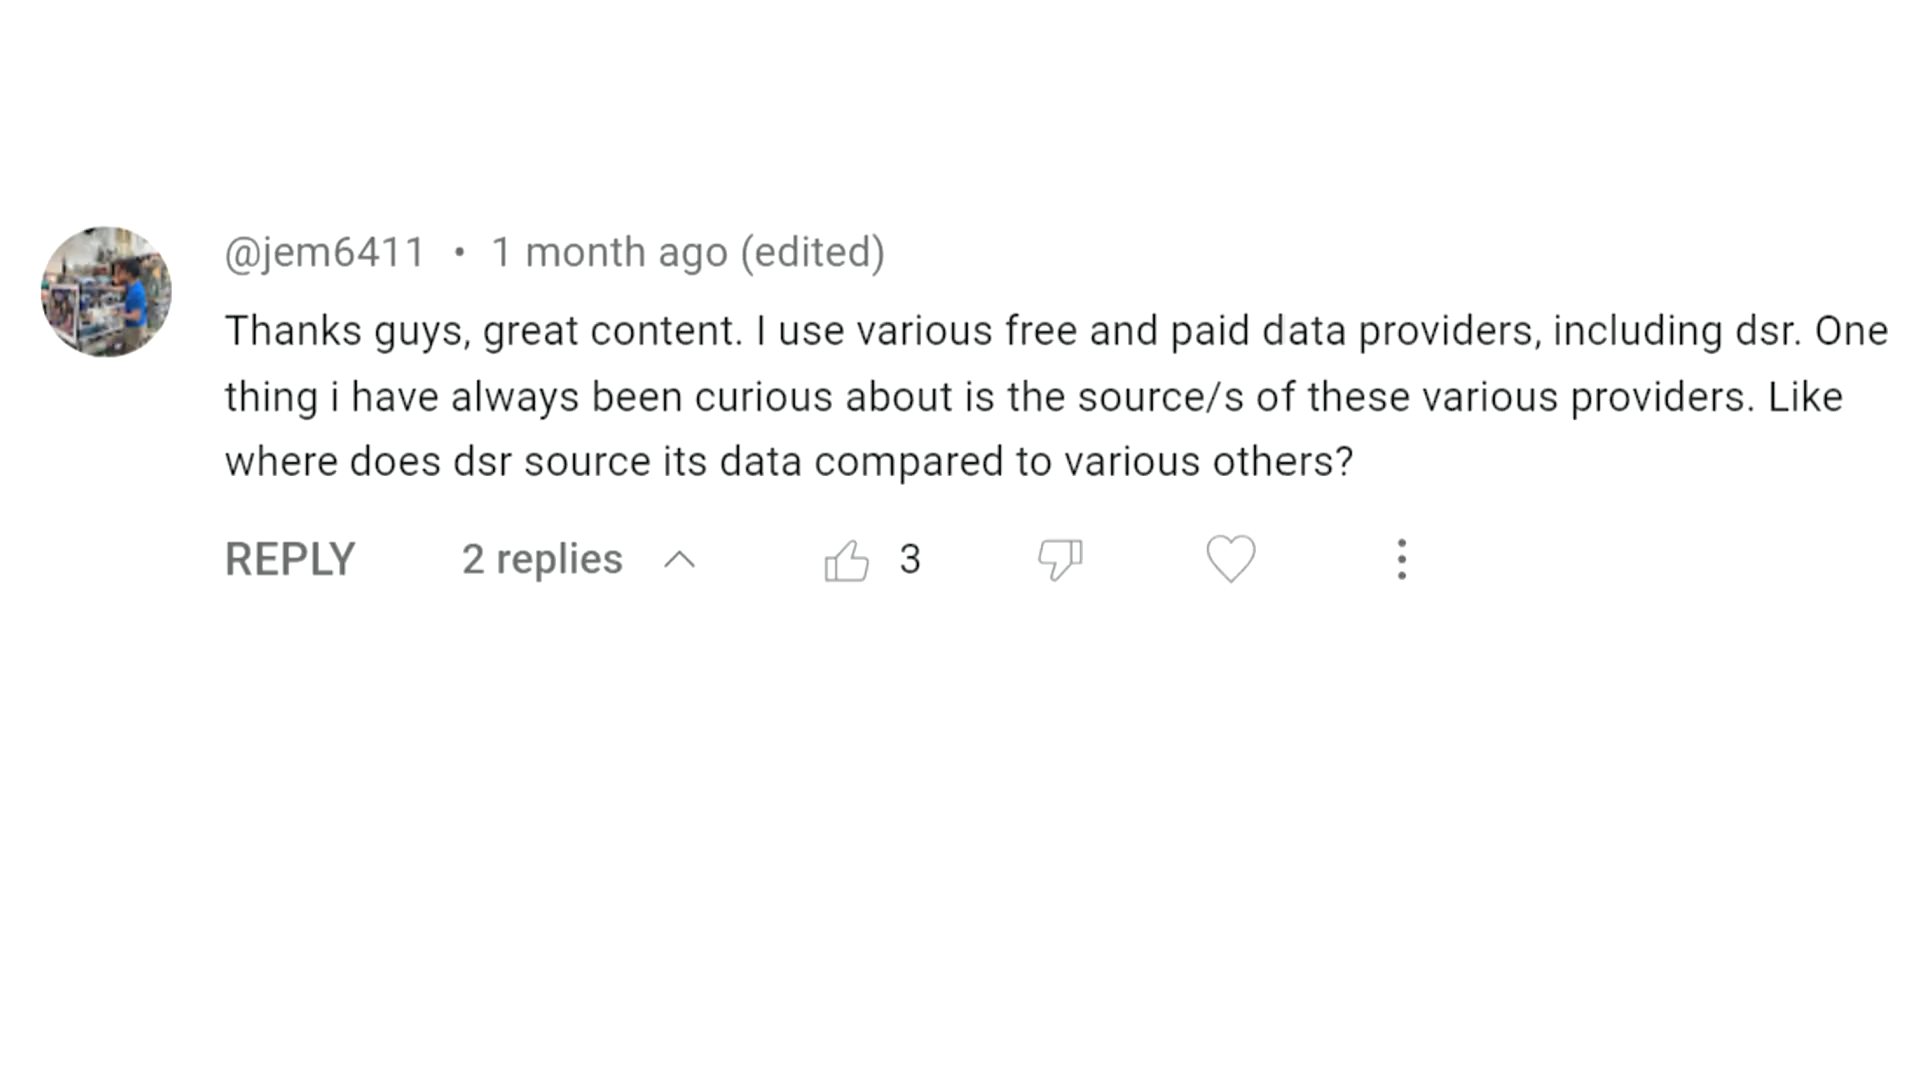 @jem6411 • 1 month ago (edited)
Thanks guys, great content. I use various free and paid data providers, including dsr. One
thing i have always been curious about is the source/s of these various providers. Like
where does dsr source its data compared to various others?
REPLY 2 replies 3